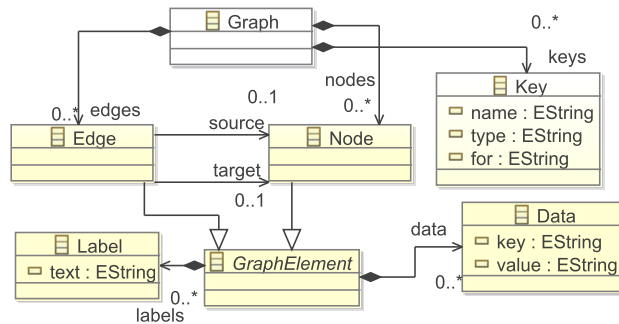 Graph
0..*
keys
nodes
0..*
0..*
edges
0..1
Key
name : EString
type : EString
for : EString
Edge
source
Node
target
0..1
Label
text : EString
GraphElement
data
Data
key : EString
value : EString
0..*
0..*
labels